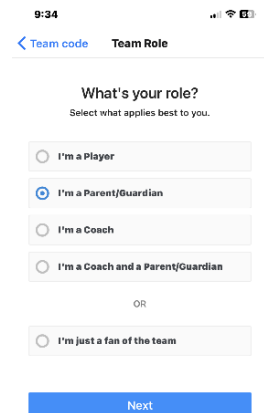 9:34
Team code Team Role
What's your role?
Select what applies best to you.
I'm a Player
I'm a Parent/Guardian
I'm a Coach
I'm a Coach and a Parent/Guardian
OR
I'm just a fan of the team
Next